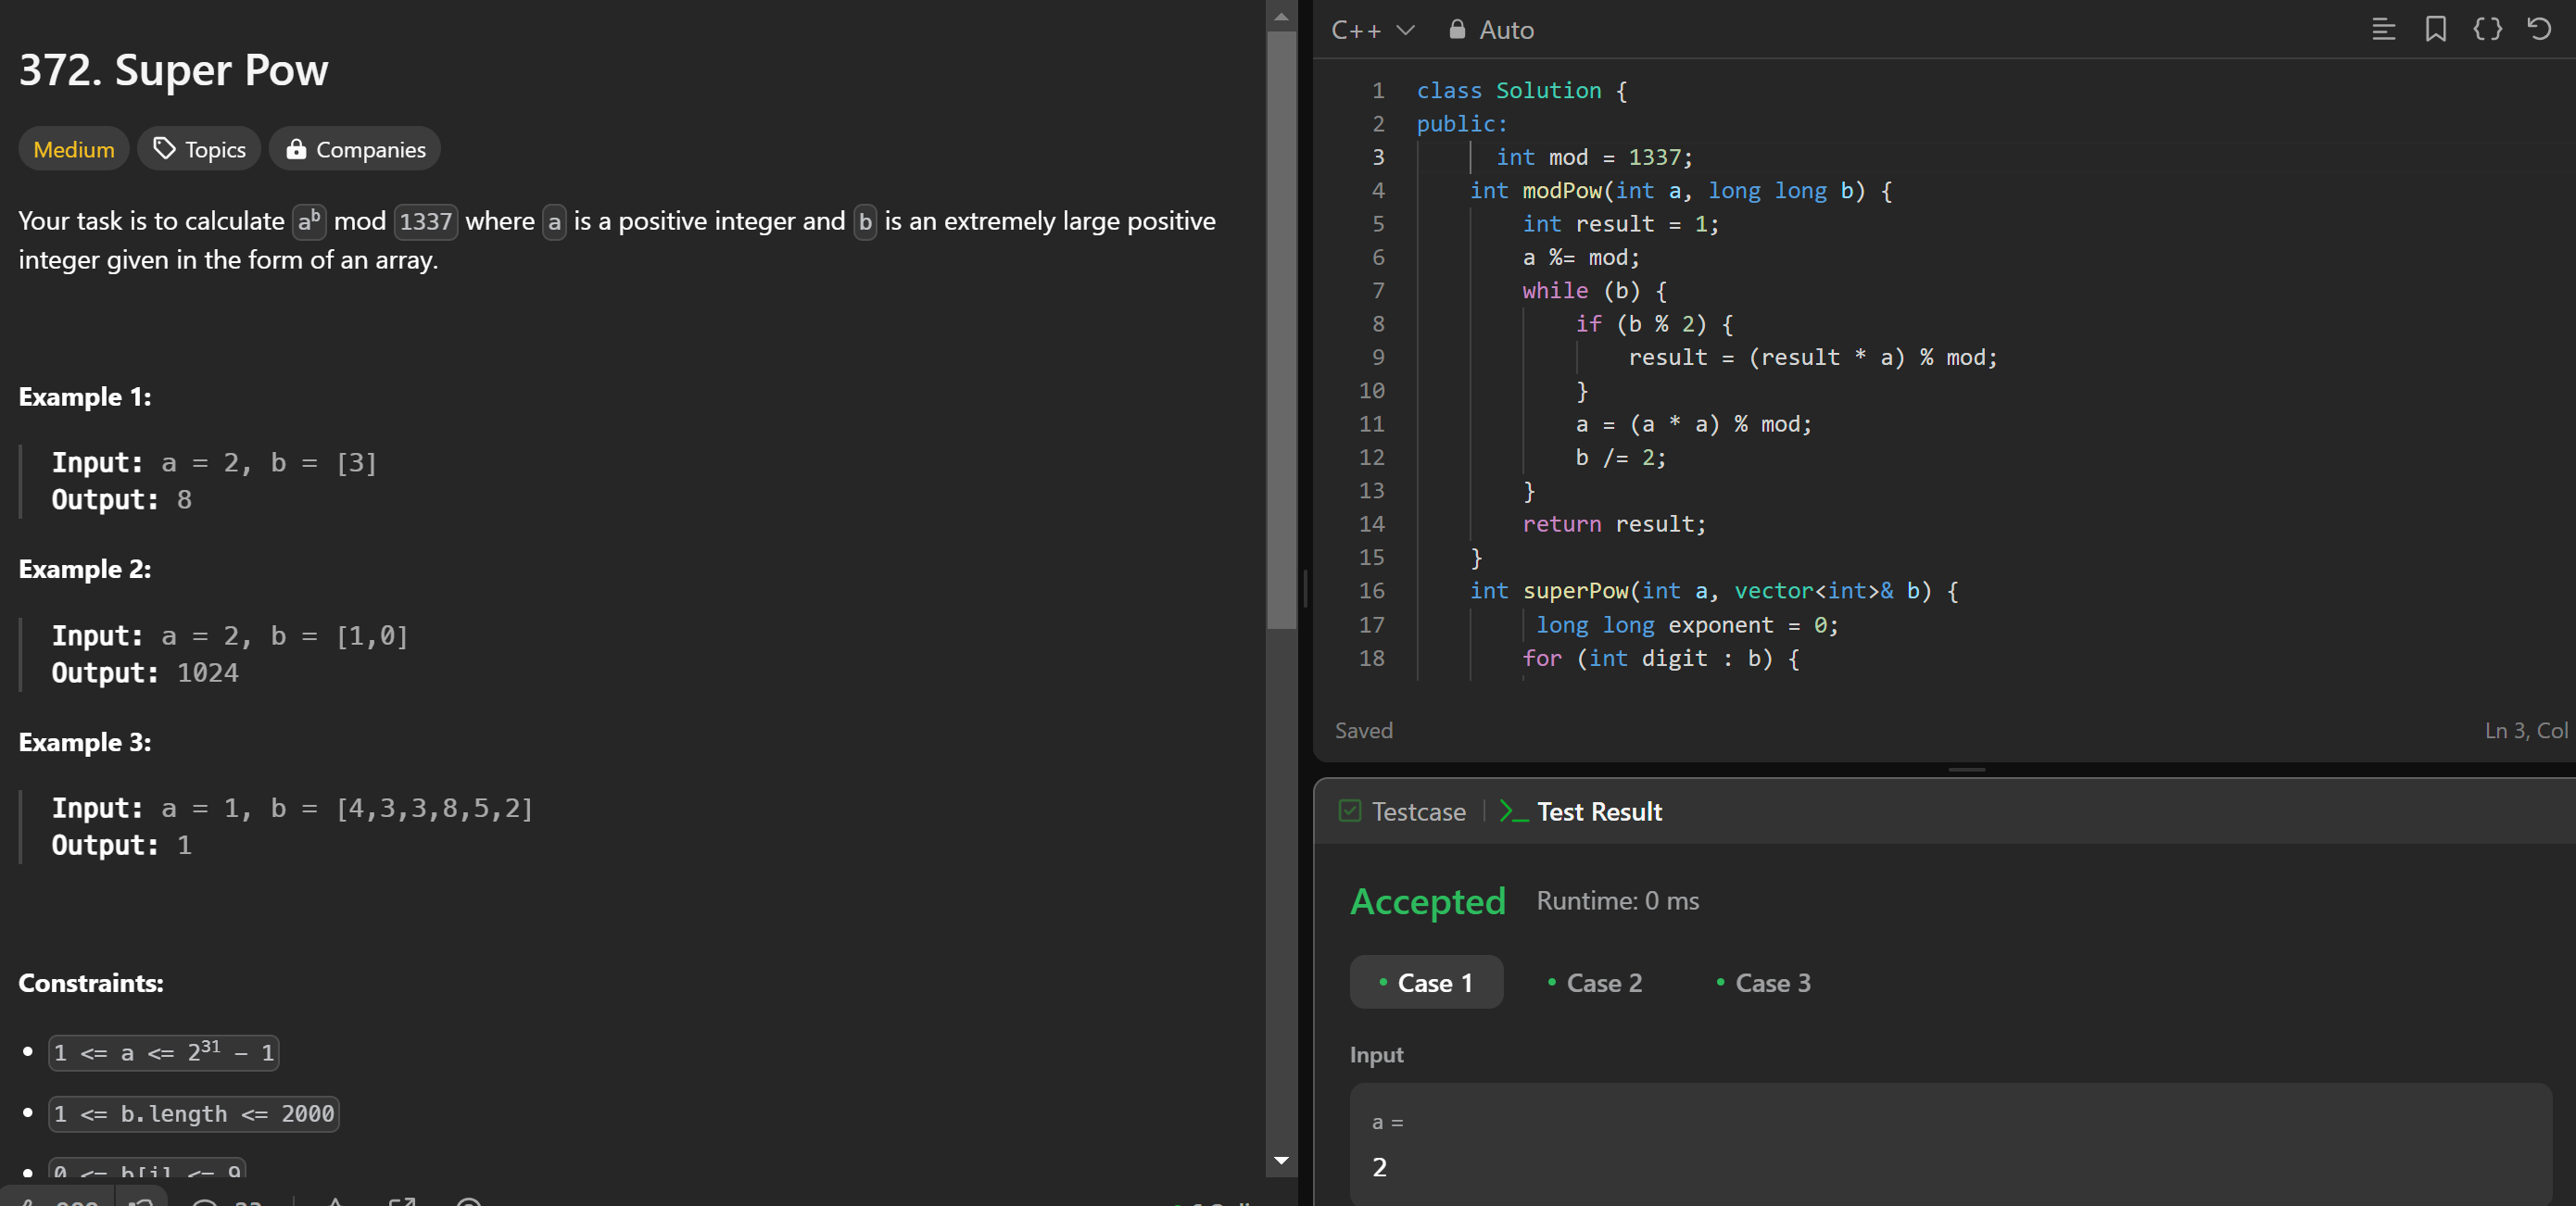 372. Super Pow
Medium
Topics
Companies
Your task is to calculate a^b mod 1337 where a is a positive integer and b is an extremely large positive
integer given in the form of an array.
Example 1:
Input: a = 2, b = [3]
Output: 8
Example 2:
Input: a = 2, b = [1,0]
Output: 1024
Example 3:
Input: a = 1, b = [4,3,3,8,5,2]
Output: 1
Constraints:
1 <= a <= 2^31 - 1
1 <= b.length <= 2000
0 <= b[i] <= 9
C++
Auto
1 class Solution {
2 public:
3 int mod = 1337;
4 int modPow(int a, long long b) {
5 int result = 1;
6 a %= mod;
7 while (b) {
8 if (b % 2) {
9 result = (result * a) % mod;
10 }
11 a = (a * a) % mod;
12 b /= 2;
13 }
14 return result;
15 }
16 int superPow(int a, vector<int>& b) {
17 long long exponent = 0;
18 for (int digit : b) {
Saved
Ln 3, Col
Testcase
Test Result
Accepted
Runtime: 0 ms
Case 1
Case 2
Case 3
Input
a =
2